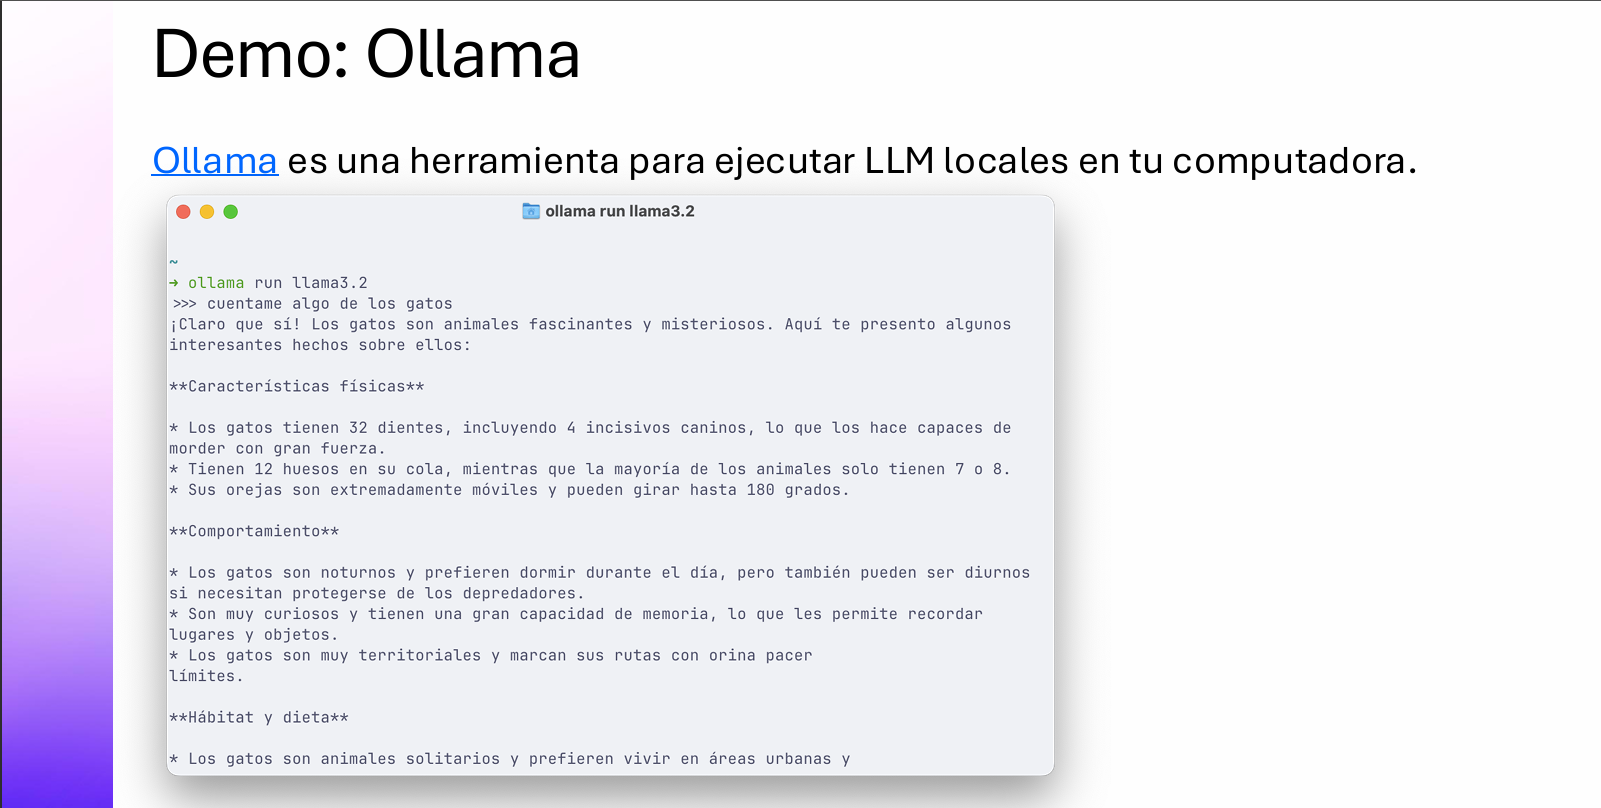 Demo: Ollama
Ollama es una herramienta para ejecutar LLM locales en tu computadora.
ollama run llama3.2
~
→ ollama run llama3.2
>>> cuentame algo de los gatos
¡Claro que sí! Los gatos son animales fascinantes y misteriosos. Aquí te presento algunos
interesantes hechos sobre ellos:
**Características físicas**
* Los gatos tienen 32 dientes, incluyendo 4 incisivos caninos, lo que los hace capaces de
morder con gran fuerza.
* Tienen 12 huesos en su cola, mientras que la mayoría de los animales solo tienen 7 o 8.
* Sus orejas son extremadamente móviles y pueden girar hasta 180 grados.
**Comportamiento**
* Los gatos son noturnos y prefieren dormir durante el día, pero también pueden ser diurnos
si necesitan protegerse de los depredadores.
* Son muy curiosos y tienen una gran capacidad de memoria, lo que les permite recordar
lugares y objetos.
* Los gatos son muy territoriales y marcan sus rutas con orina pacer
límites.
**Hábitat y dieta**
* Los gatos son animales solitarios y prefieren vivir en áreas urbanas y